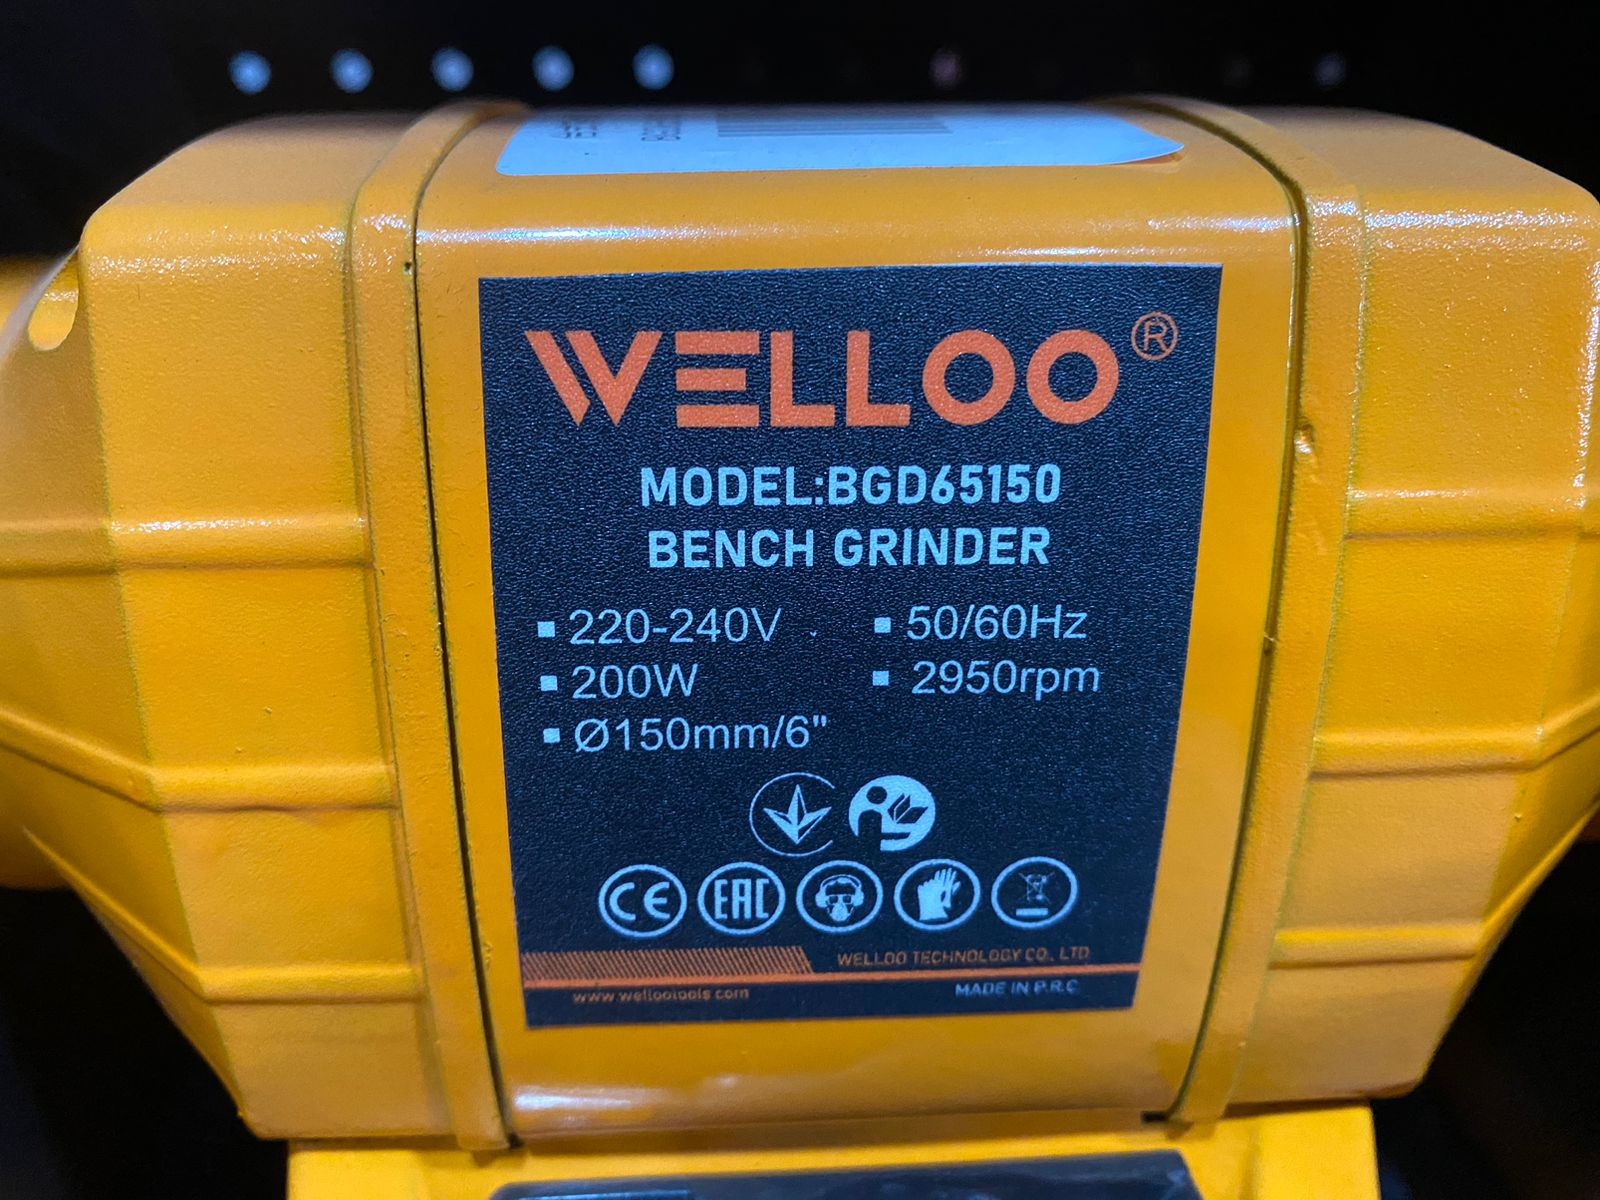 WELLOO®
MODEL:BGD65150
BENCH GRINDER
▪ 220-240V ▪ 50/60Hz
▪ 200W ▪ 2950rpm
▪ Ø150mm/6"
CE EAC
WELLOO TECHNOLOGY CO., LTD
www.wellootools.com MADE IN P.R.C